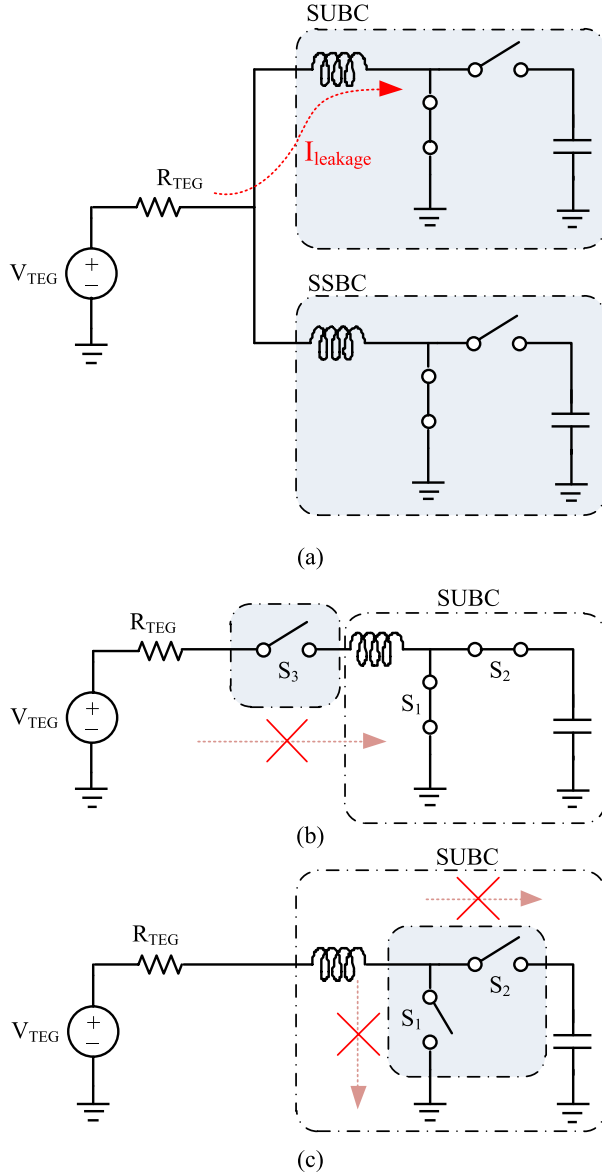 SUBC
I_leakage
R_TEG
V_TEG
+
−
SSBC
(a)
SUBC
R_TEG
S_3
S_1
S_2
V_TEG
+
−
(b)
SUBC
R_TEG
S_1
S_2
V_TEG
+
−
(c)